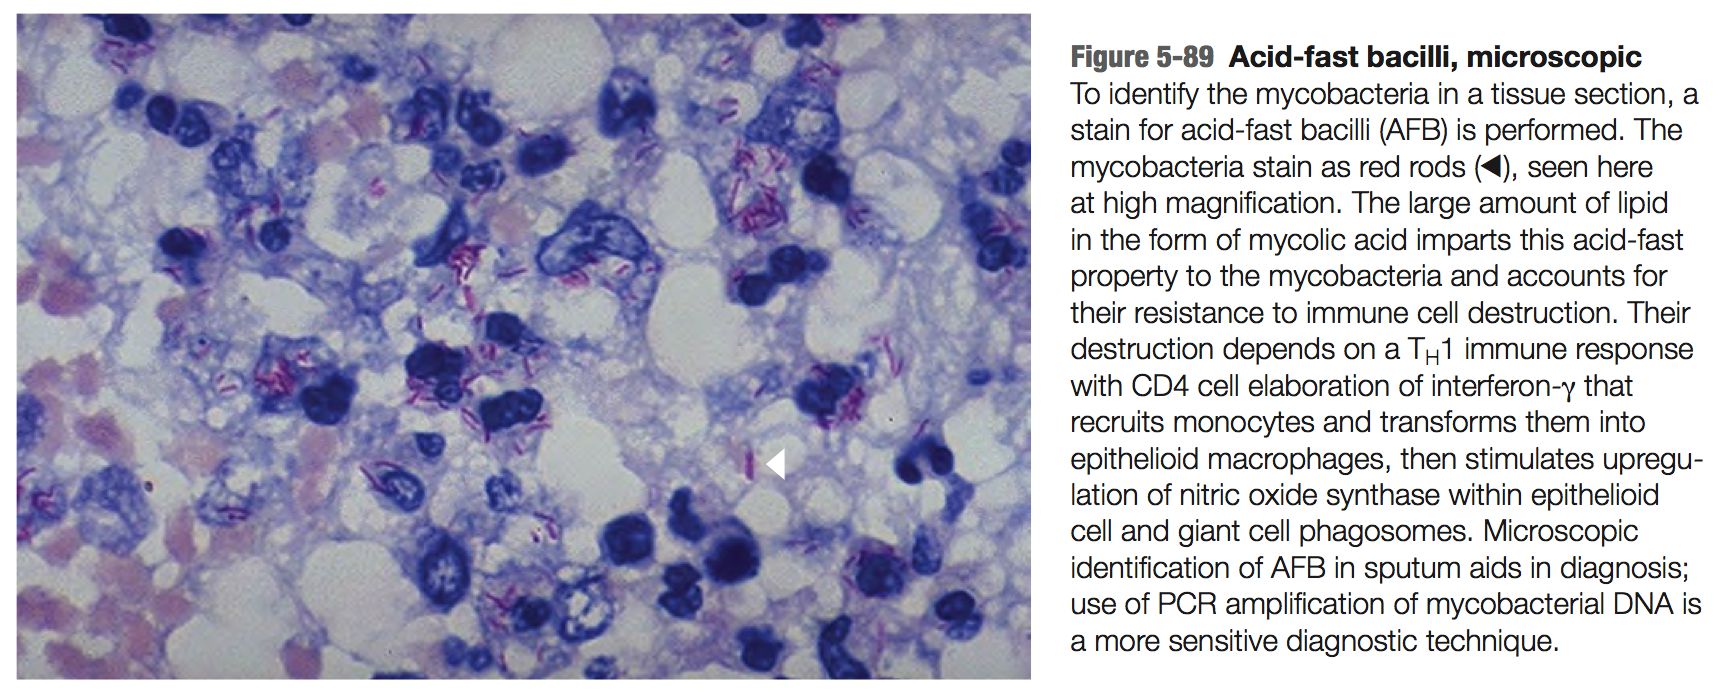 Figure 5-89 Acid-fast bacilli, microscopic
To identify the mycobacteria in a tissue section, a
stain for acid-fast bacilli (AFB) is performed. The
mycobacteria stain as red rods (◀), seen here
at high magnification. The large amount of lipid
in the form of mycolic acid imparts this acid-fast
property to the mycobacteria and accounts for
their resistance to immune cell destruction. Their
destruction depends on a TH1 immune response
with CD4 cell elaboration of interferon-γ that
recruits monocytes and transforms them into
epithelioid macrophages, then stimulates upregu-
lation of nitric oxide synthase within epithelioid
cell and giant cell phagosomes. Microscopic
identification of AFB in sputum aids in diagnosis;
use of PCR amplification of mycobacterial DNA is
a more sensitive diagnostic technique.